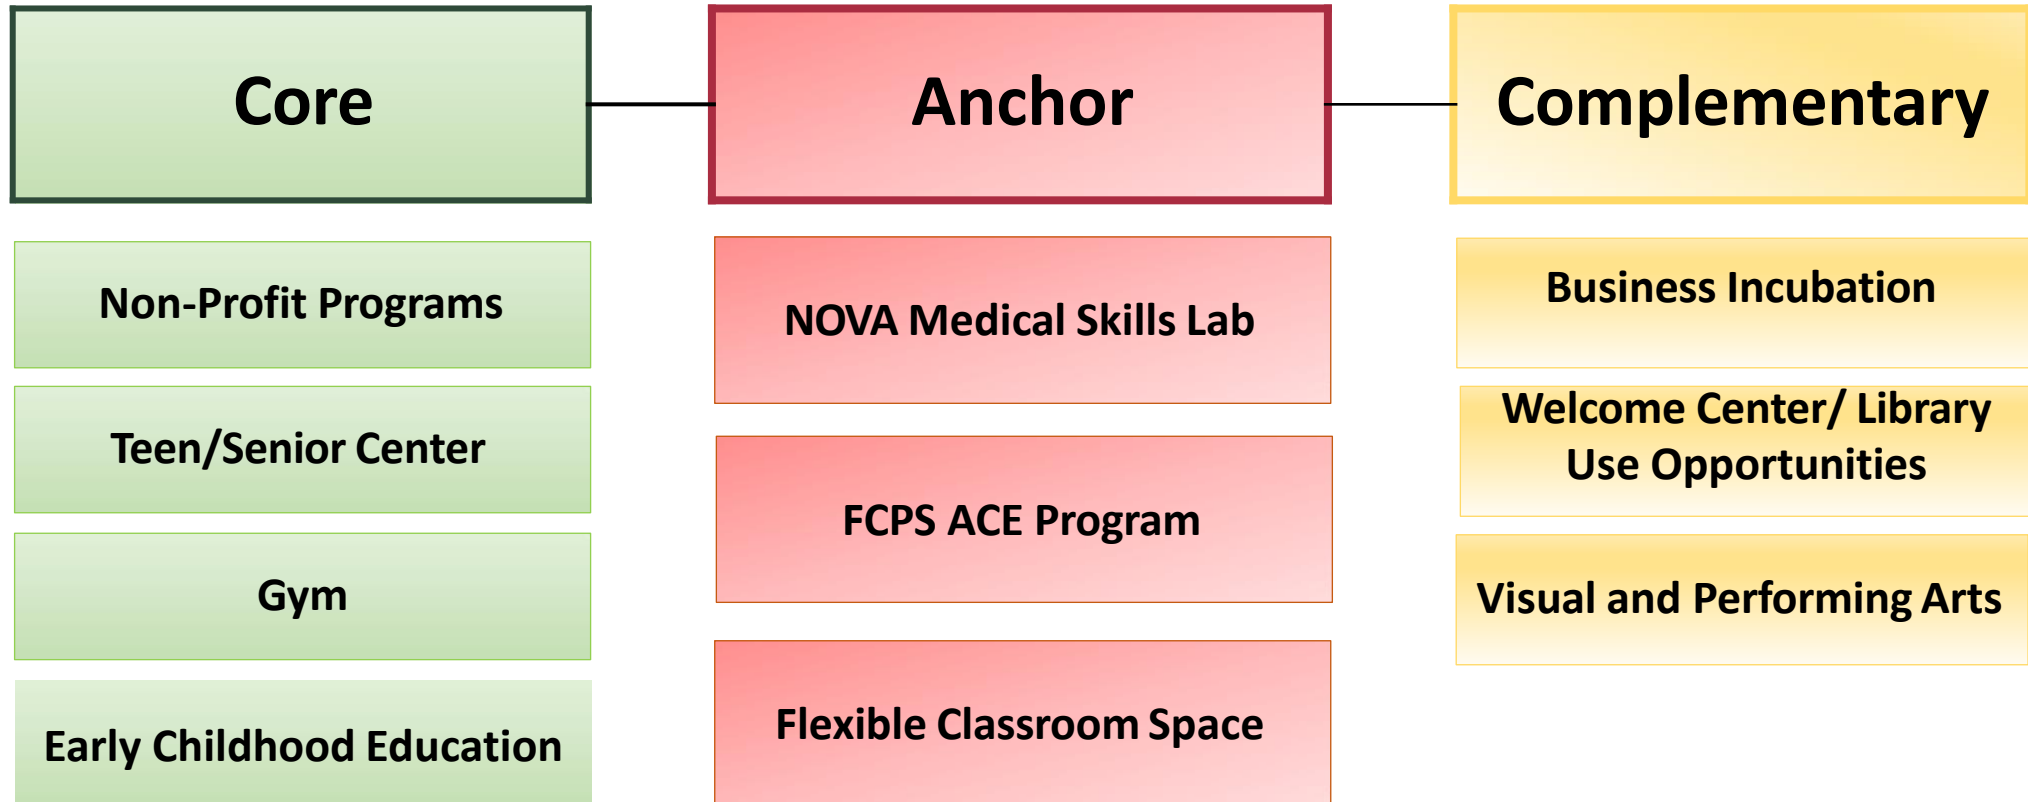 Core
Non-Profit Programs
Teen/Senior Center
Gym
Early Childhood Education
Anchor
NOVA Medical Skills Lab
FCPS ACE Program
Flexible Classroom Space
Complementary
Business Incubation
Welcome Center/ Library
Use Opportunities
Visual and Performing Arts